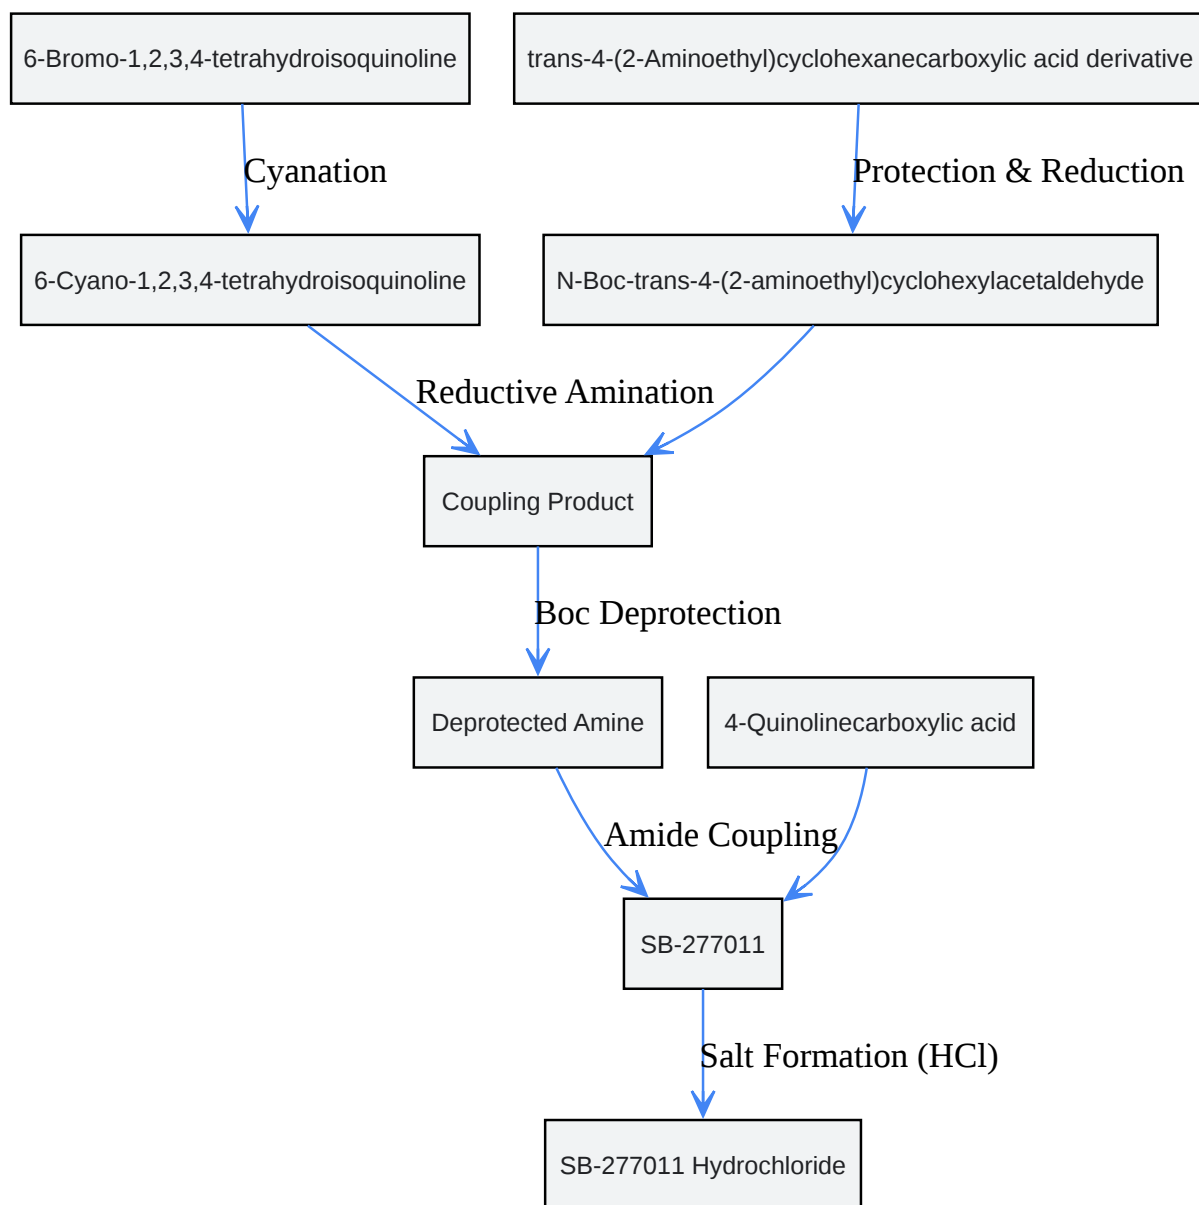 6-Bromo-1,2,3,4-tetrahydroisoquinoline
trans-4-(2-Aminoethyl)cyclohexanecarboxylic acid derivative
Cyanation
Protection & Reduction
6-Cyano-1,2,3,4-tetrahydroisoquinoline
N-Boc-trans-4-(2-aminoethyl)cyclohexylacetaldehyde
Reductive Amination
Coupling Product
Boc Deprotection
Deprotected Amine
4-Quinolinecarboxylic acid
Amide Coupling
SB-277011
Salt Formation (HCl)
SB-277011 Hydrochloride